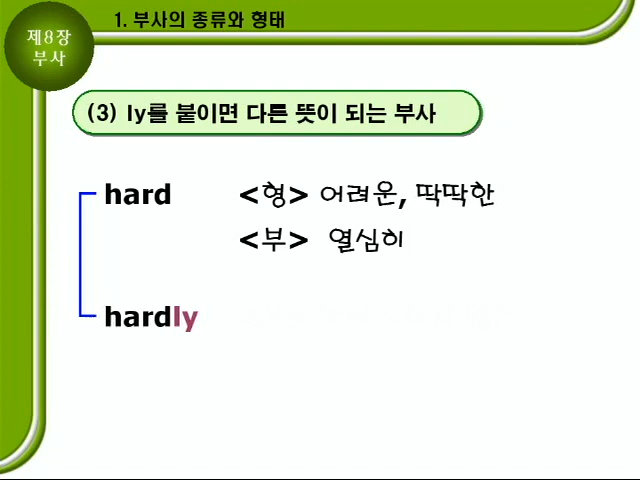 1. 부사의 종류와 형태
제8장
부사
(3) ly를 붙이면 다른 뜻이 되는 부사
hard <형> 어려운, 딱딱한
<부> 열심히
hardly